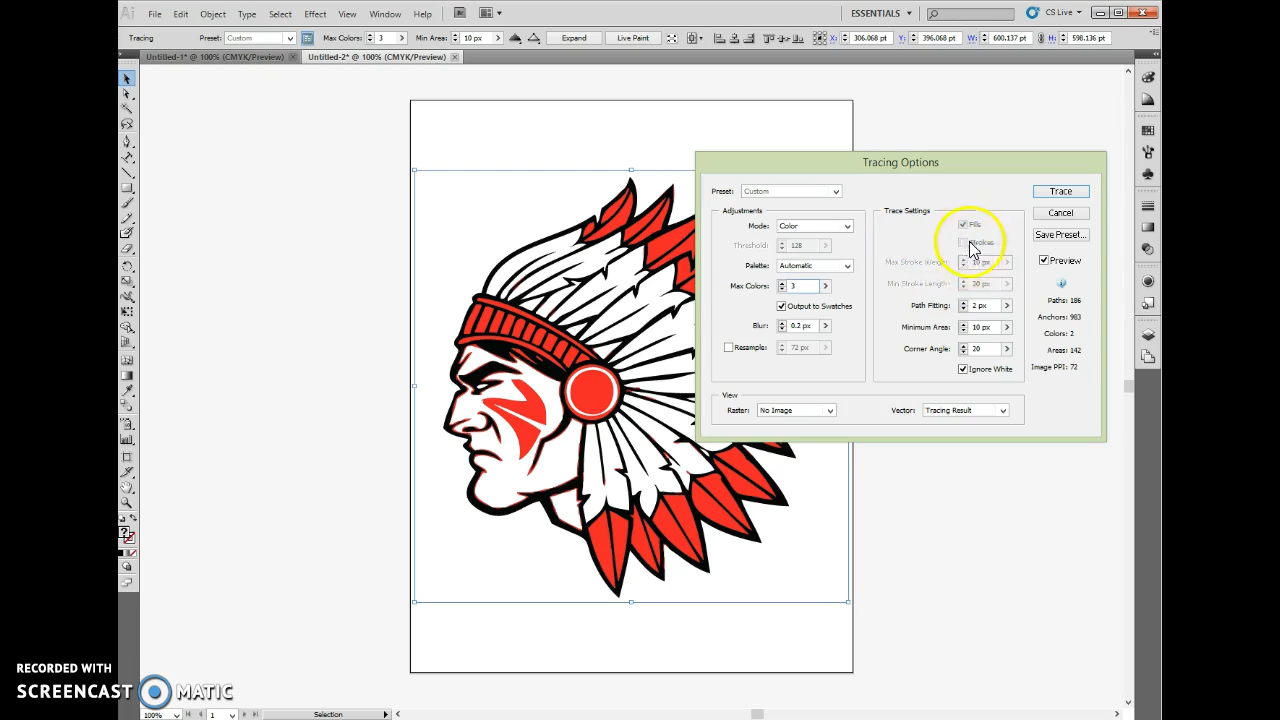 Ai File Edit Object Type Select Effect View Window Help ESSENTIALS CS Live
Tracing Preset: Custom Max Colors: 3 Min Area: 10 px Expand Live Paint X: 306.068 pt Y: 396.068 pt W: 600.137 pt H: 598.136 pt
Untitled-1* @ 100% (CMYK/Preview) Untitled-2* @ 100% (CMYK/Preview)
Tracing Options
Preset: Custom Trace
Adjustments Trace Settings Cancel
Mode: Color Fills
Threshold: 128 Strokes Save Preset...
Palette: Automatic Max Stroke Weight: 10 px Preview
Max Colors: 3 Min Stroke Length: 20 px
Output to Swatches Path Fitting: 2 px Paths: 186
Blur: 0.2 px Minimum Area: 10 px Anchors: 983
Resample: 72 px Corner Angle: 20 Colors: 2
Ignore White Areas: 142
Image PPI: 72
View
Raster: No Image Vector: Tracing Result
RECORDED WITH
SCREENCAST MATIC
100% 1 Selection